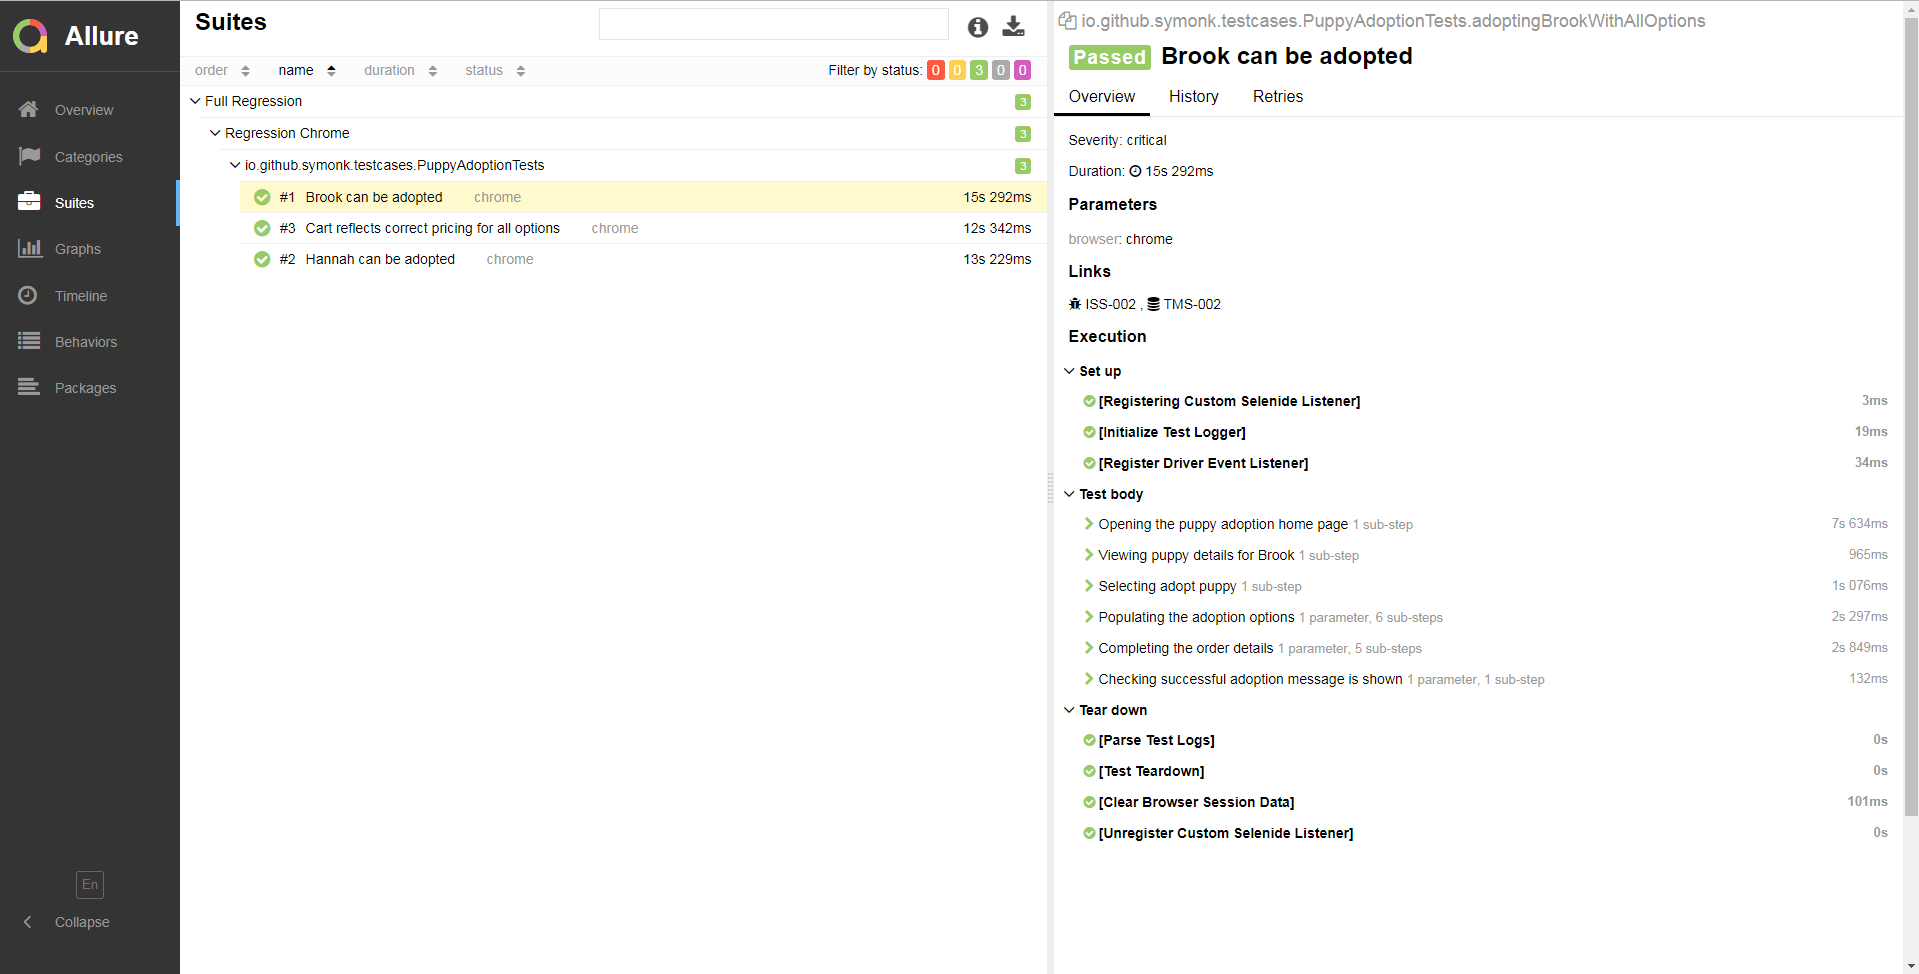 Allure
Overview
Categories
Suites
Graphs
Timeline
Behaviors
Packages
En
Collapse
Suites
order name duration status Filter by status: 0 0 3 0 0
Full Regression 3
Regression Chrome 3
io.github.symonk.testcases.PuppyAdoptionTests 3
#1 Brook can be adopted chrome 15s 292ms
#3 Cart reflects correct pricing for all options chrome 12s 342ms
#2 Hannah can be adopted chrome 13s 229ms
io.github.symonk.testcases.PuppyAdoptionTests.adoptingBrookWithAllOptions
Passed Brook can be adopted
Overview History Retries
Severity: critical
Duration: 15s 292ms
Parameters
browser: chrome
Links
ISS-002 , TMS-002
Execution
Set up
[Registering Custom Selenide Listener] 3ms
[Initialize Test Logger] 19ms
[Register Driver Event Listener] 34ms
Test body
Opening the puppy adoption home page 1 sub-step 7s 634ms
Viewing puppy details for Brook 1 sub-step 965ms
Selecting adopt puppy 1 sub-step 1s 076ms
Populating the adoption options 1 parameter, 6 sub-steps 2s 297ms
Completing the order details 1 parameter, 5 sub-steps 2s 849ms
Checking successful adoption message is shown 1 parameter, 1 sub-step 132ms
Tear down
[Parse Test Logs] 0s
[Test Teardown] 0s
[Clear Browser Session Data] 101ms
[Unregister Custom Selenide Listener] 0s